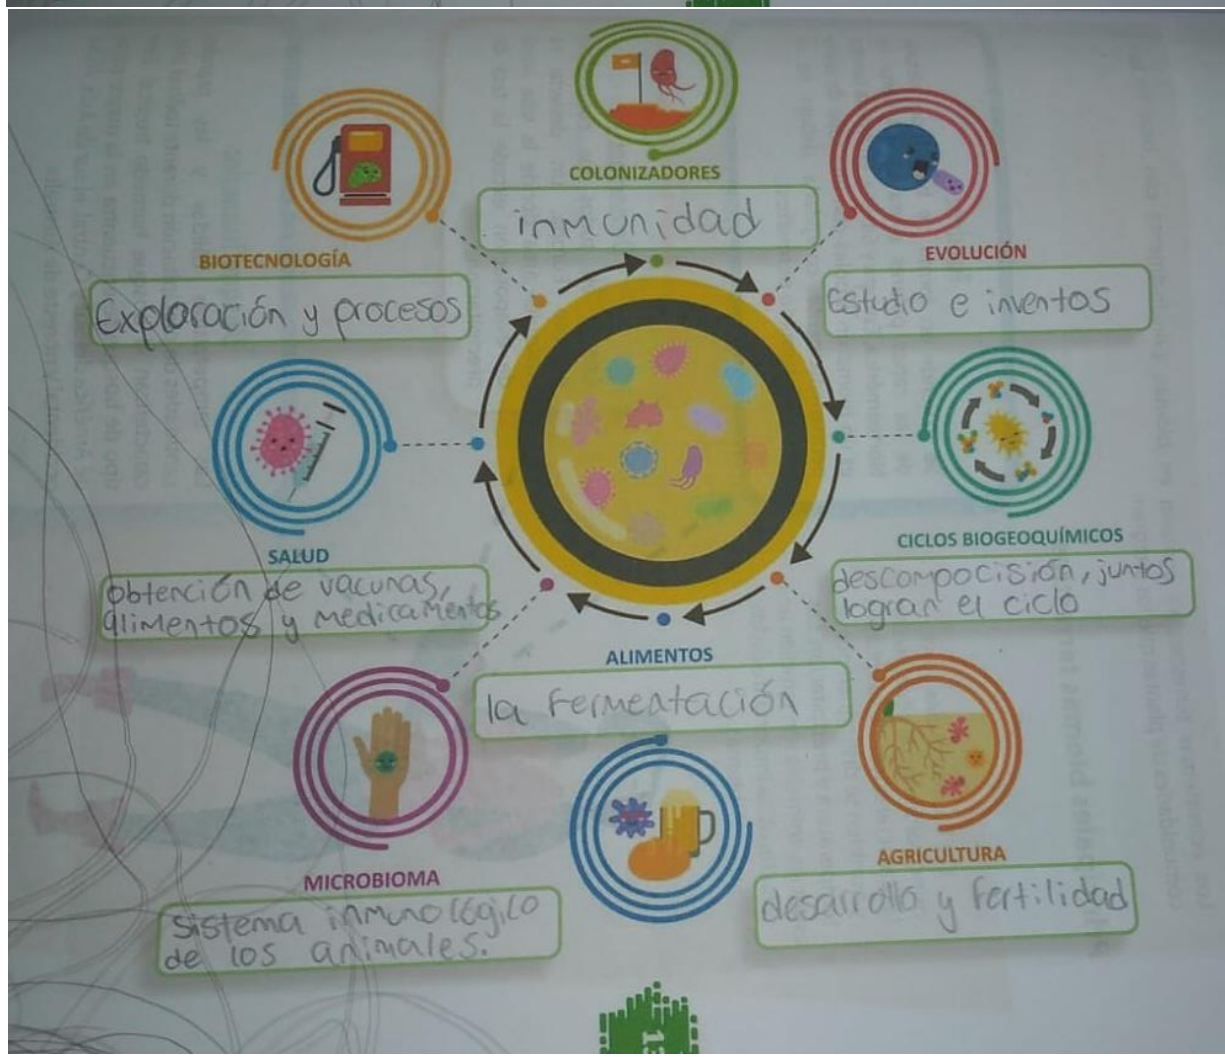 COLONIZADORES
inmunidad
BIOTECNOLOGÍA
Exploración y procesos
EVOLUCIÓN
Estudio e inventos
SALUD
obtención de vacunas,
alimentos y medicamentos
CICLOS BIOGEOQUÍMICOS
descompocisión, juntos
logran el ciclo
ALIMENTOS
la fermentación
MICROBIOMA
sistema inmunológico
de los animales.
AGRICULTURA
desarrollo y fertilidad